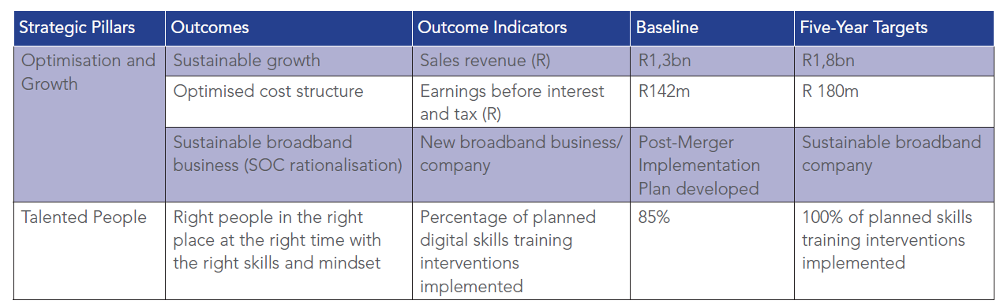 Strategic Pillars
Outcomes
Outcome Indicators
Baseline
Five-Year Targets
Optimisation and
Growth
Sustainable growth
Sales revenue (R)
R1,3bn
R1,8bn
Optimised cost structure
Earnings before interest
and tax (R)
R142m
R 180m
Sustainable broadband
business (SOC rationalisation)
New broadband business/
company
Post-Merger
Implementation
Plan developed
Sustainable broadband
company
Talented People
Right people in the right
place at the right time with
the right skills and mindset
Percentage of planned
digital skills training
interventions
implemented
85%
100% of planned skills
training interventions
implemented